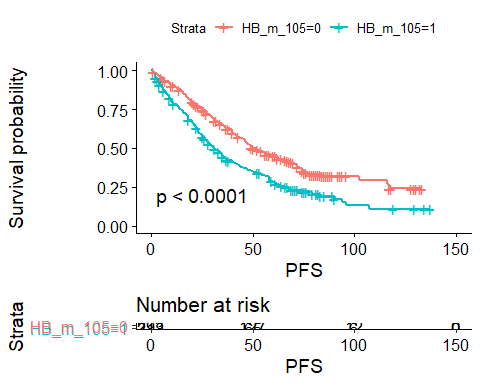 Strata HB_m_105=0 HB_m_105=1
Survival probability
1.00
0.75
0.50
0.25
0.00
p < 0.0001
0 50 100 150
PFS
Number at risk
Strata
0 50 100 150
PFS